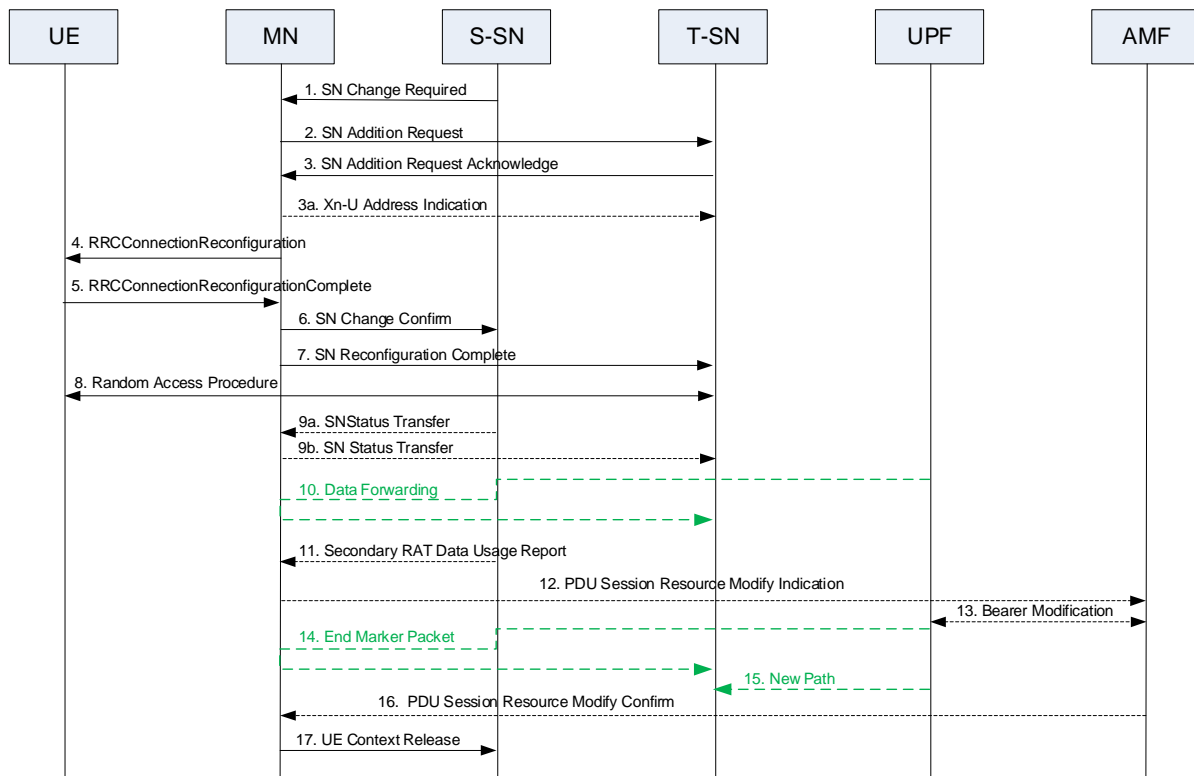 UE MN S-SN T-SN UPF AMF
1. SN Change Required
2. SN Addition Request
3. SN Addition Request Acknowledge
3a. Xn-U Address Indication
4. RRCConnectionReconfiguration
5. RRCConnectionReconfigurationComplete
6. SN Change Confirm
7. SN Reconfiguration Complete
8. Random Access Procedure
9a. SNStatus Transfer
9b. SN Status Transfer
10. Data Forwarding
11. Secondary RAT Data Usage Report
12. PDU Session Resource Modify Indication
13. Bearer Modification
14. End Marker Packet
15. New Path
16. PDU Session Resource Modify Confirm
17. UE Context Release